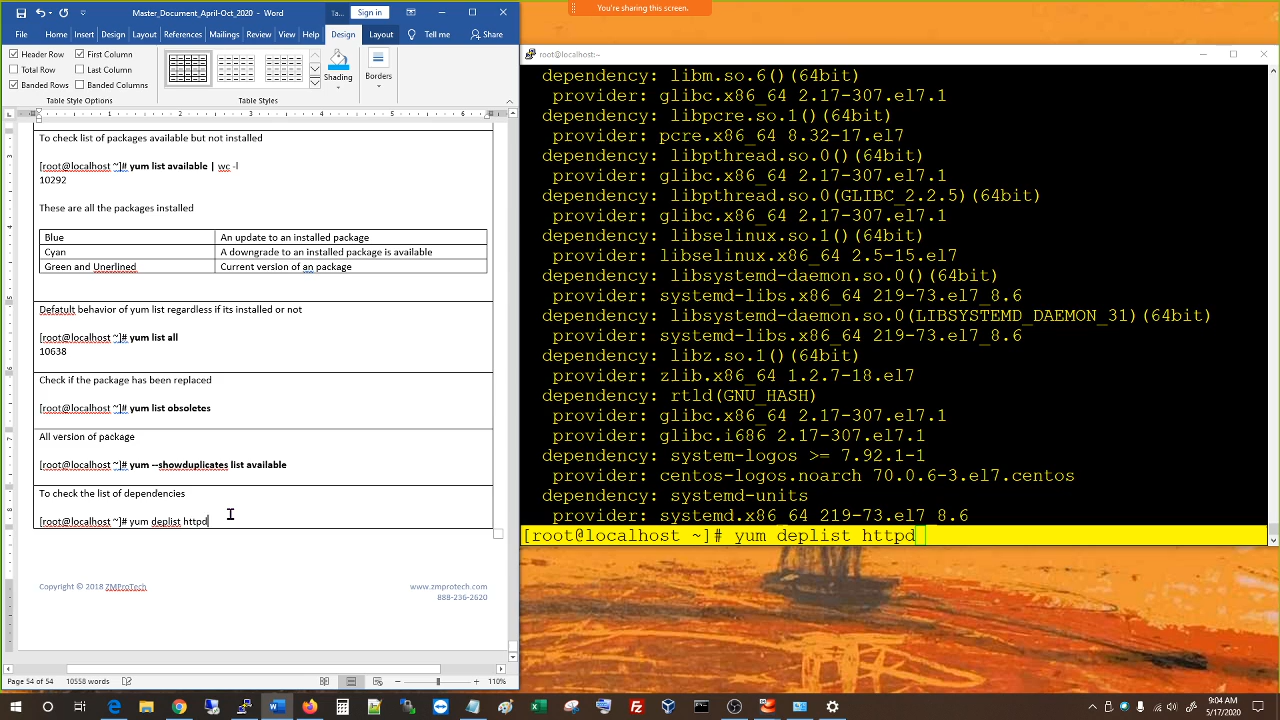 You're sharing this screen.
Master_Document_April-Oct_2020 - Word
Ta...
Sign in
File Home Insert Design Layout References Mailings Review View Design Layout Tell me Share
Header Row First Column
Total Row Last Column
Banded Rows Banded Columns
Shading
Borders
Table Style Options
Table Styles
To check list of packages available but not installed
[root@localhost ~]# yum list available | wc -l
10292
These are all the packages installed
Blue An update to an installed package
Cyan A downgrade to an installed package is available
Green and Unerlined Current version of an package
Defatult behavior of yum list regardless if its installed or not
[root@localhost ~]# yum list all
10638
Check if the package has been replaced
[root@localhost ~]# yum list obsoletes
All version of package
[root@localhost ~]# yum --showduplicates list available
To check the list of dependencies
[root@localhost ~]# yum deplist httpd
Copyright © 2018 ZMProTech
www.zmprotech.com
888-236-2620
Page 54 of 54 10558 words
110%
root@localhost:~
dependency: libm.so.6()(64bit)
provider: glibc.x86_64 2.17-307.el7.1
dependency: libpcre.so.1()(64bit)
provider: pcre.x86_64 8.32-17.el7
dependency: libpthread.so.0()(64bit)
provider: glibc.x86_64 2.17-307.el7.1
dependency: libpthread.so.0(GLIBC_2.2.5)(64bit)
provider: glibc.x86_64 2.17-307.el7.1
dependency: libselinux.so.1()(64bit)
provider: libselinux.x86_64 2.5-15.el7
dependency: libsystemd-daemon.so.0()(64bit)
provider: systemd-libs.x86_64 219-73.el7_8.6
dependency: libsystemd-daemon.so.0(LIBSYSTEMD_DAEMON_31)(64bit)
provider: systemd-libs.x86_64 219-73.el7_8.6
dependency: libz.so.1()(64bit)
provider: zlib.x86_64 1.2.7-18.el7
dependency: rtld(GNU_HASH)
provider: glibc.x86_64 2.17-307.el7.1
provider: glibc.i686 2.17-307.el7.1
dependency: system-logos >= 7.92.1-1
provider: centos-logos.noarch 70.0.6-3.el7.centos
dependency: systemd-units
provider: systemd.x86_64 219-73.el7_8.6
[root@localhost ~]# yum deplist httpd
9:04 AM
5/17/2020